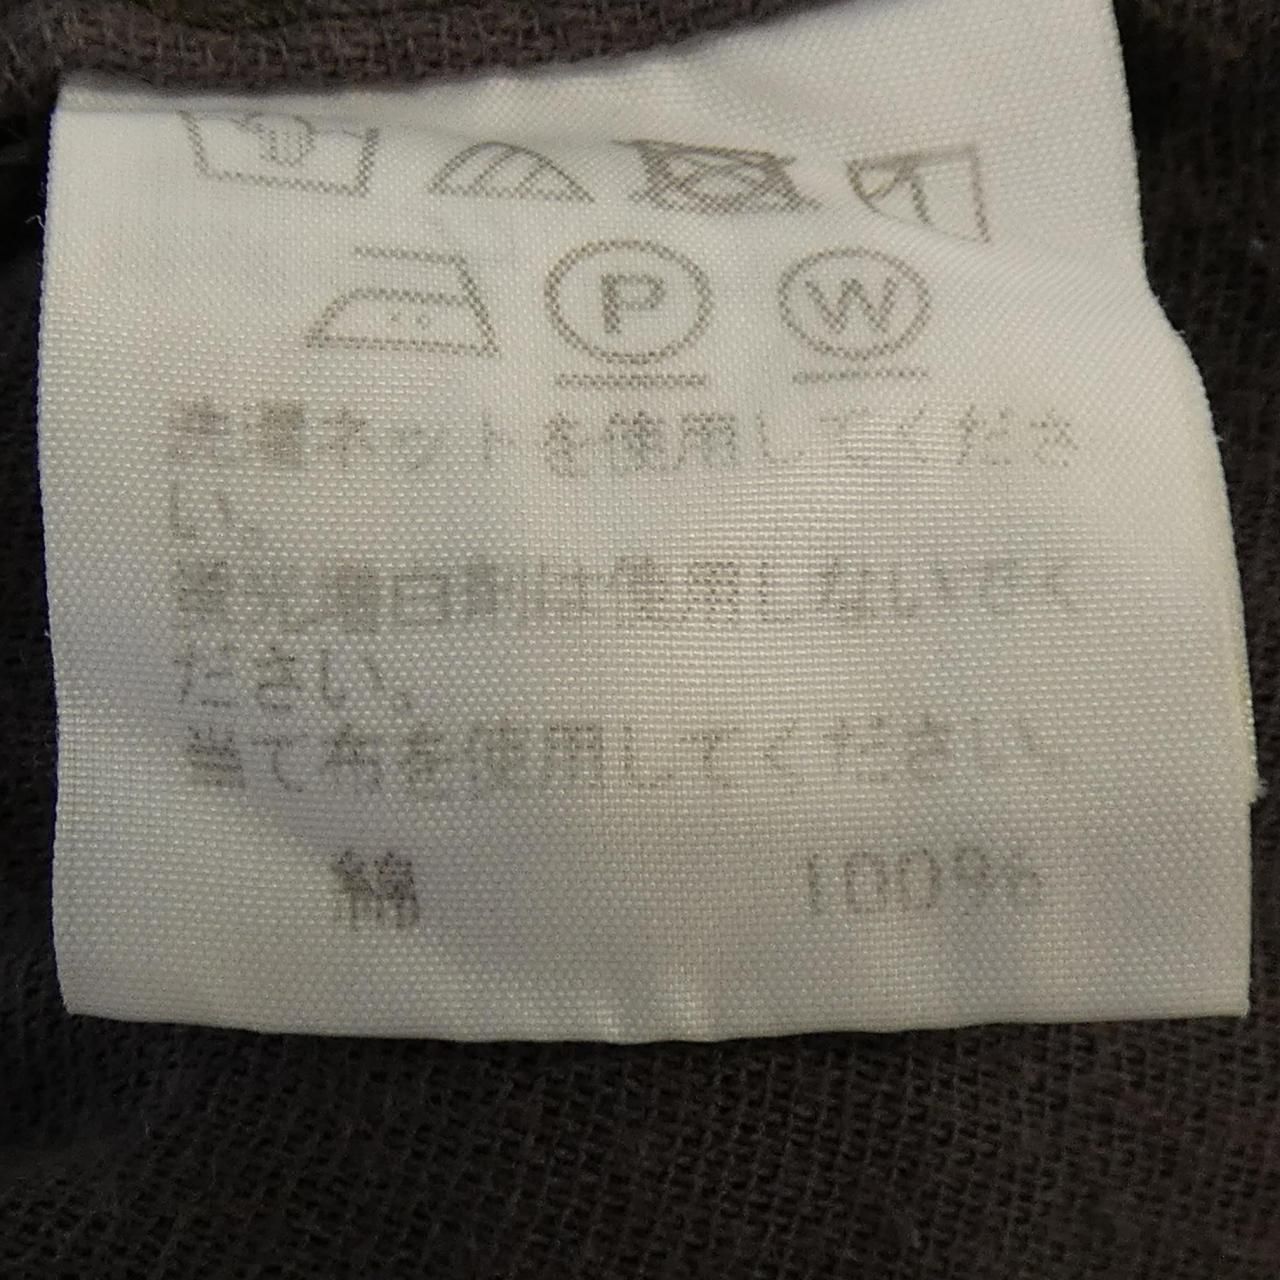 P W
洗濯ネットを使用してくださ
い。
蛍光増白剤は使用しないでく
ださい。
当て布を使用してください。
綿 100%